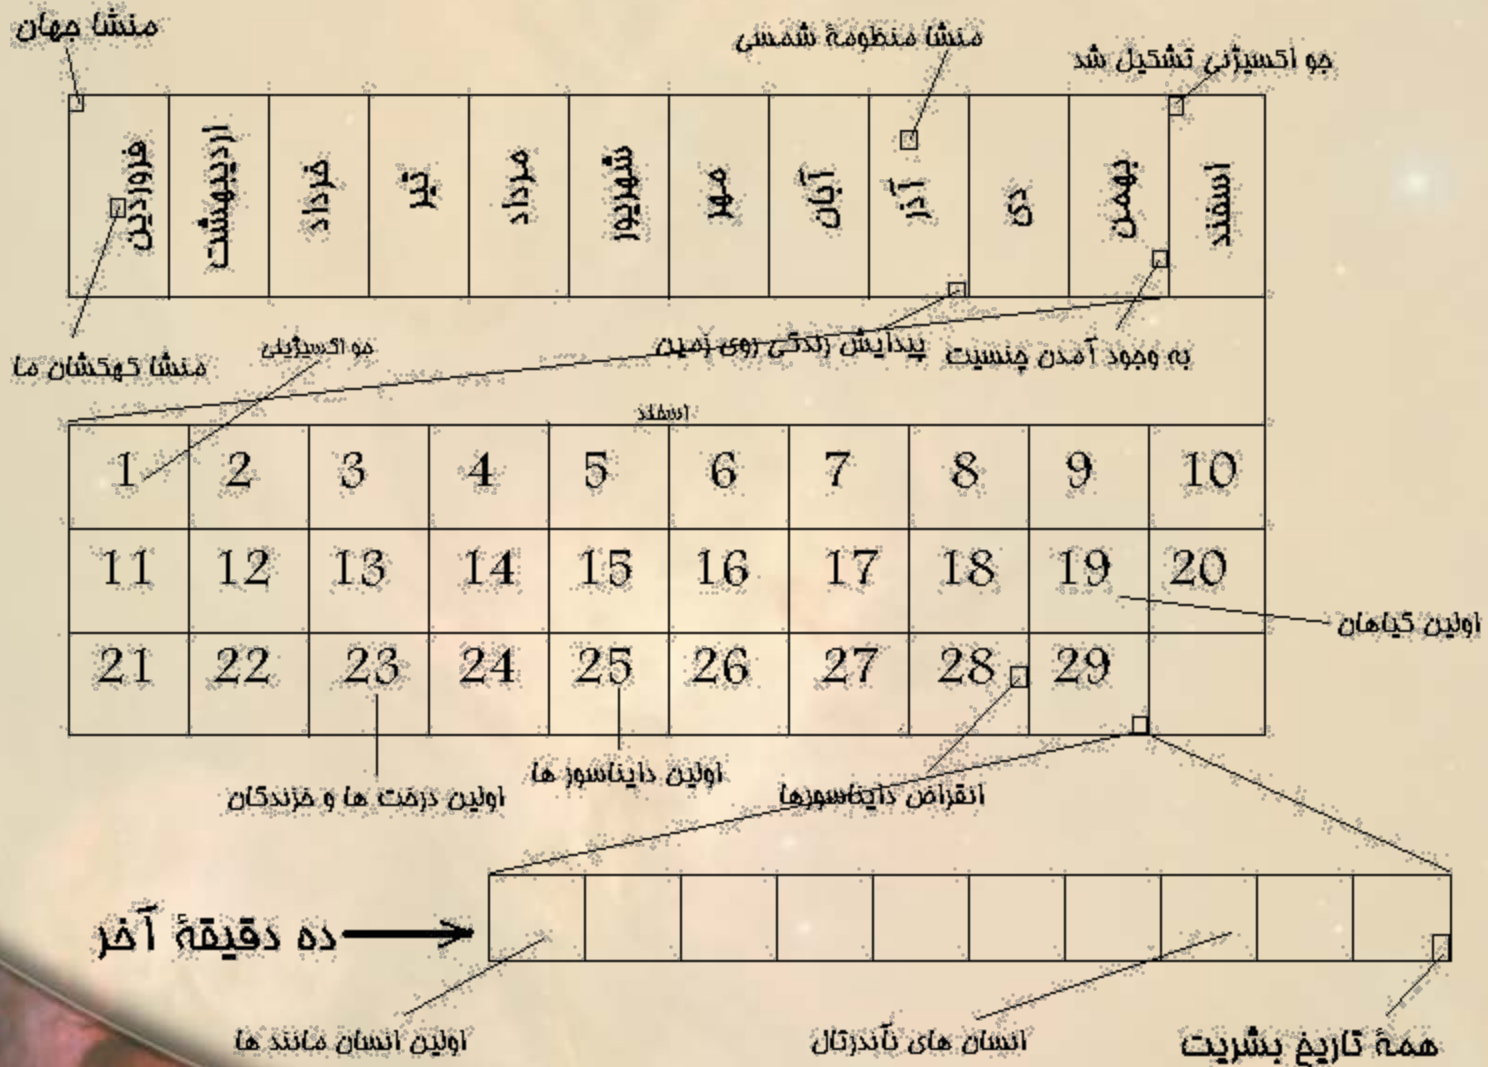 منشا جهان
منشا منظومهٔ شمسی
جو اکسیژنی تشکیل شد
فروردین
اردیبهشت
خرداد
تیر
مرداد
شهریور
مهر
آبان
آذر
دی
بهمن
اسفند
منشا کهکشان ما
جو اکسیژنی
پیدایش زندگی روی زمین
به وجود آمدن جنسیت
اسفند
1 2 3 4 5 6 7 8 9 10
11 12 13 14 15 16 17 18 19 20
اولین گیاهان
21 22 23 24 25 26 27 28 29
اولین درخت ها و خزندگان
اولین دایناسور ها
انقراض دایناسورها
ده دقیقهٔ آخر
اولین انسان مانند ها
انسان های نآندرتال
همهٔ تاریخ بشریت